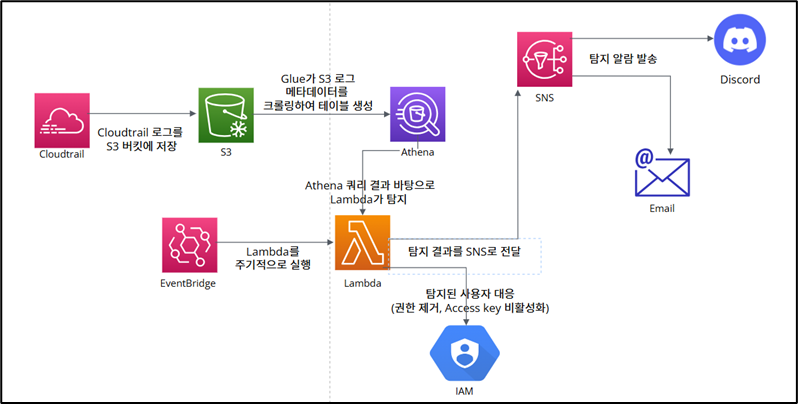 Glue가 S3 로그
메타데이터를
크롤링하여 테이블 생성
SNS
탐지 알람 발송
Discord
Cloudtrail
Cloudtrail 로그를
S3 버킷에 저장
S3
Athena
@
Email
Athena 쿼리 결과 바탕으로
Lambda가 탐지
EventBridge
Lambda를
주기적으로 실행
Lambda
탐지 결과를 SNS로 전달
탐지된 사용자 대응
(권한 제거, Access key 비활성화)
IAM